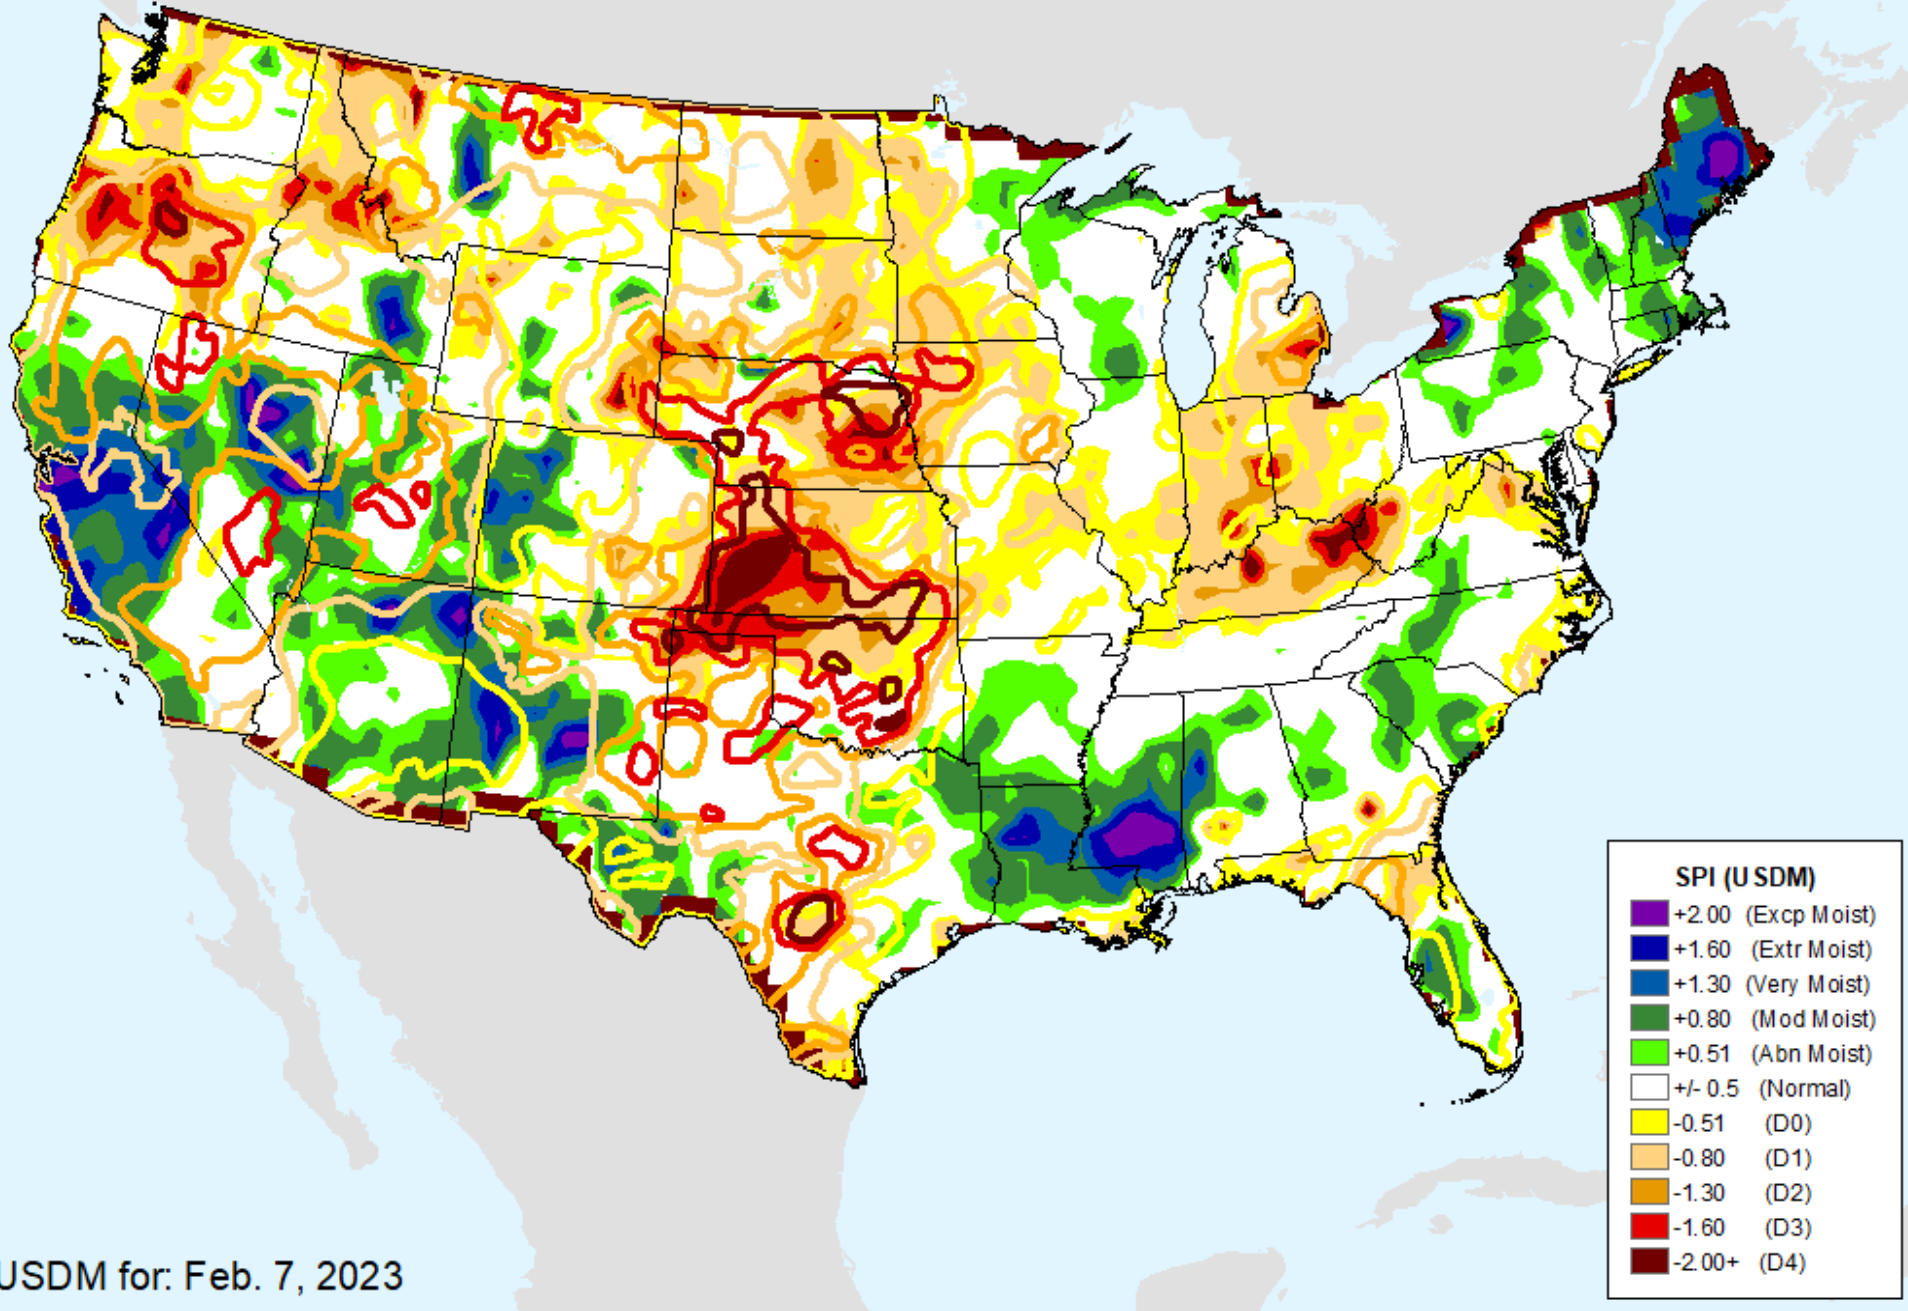 SPI (USDM)
+2.00 (Excp Moist)
+1.60 (Extr Moist)
+1.30 (Very Moist)
+0.80 (Mod Moist)
+0.51 (Abn Moist)
+/- 0.5 (Normal)
-0.51 (D0)
-0.80 (D1)
-1.30 (D2)
-1.60 (D3)
-2.00+ (D4)
USDM for: Feb. 7, 2023